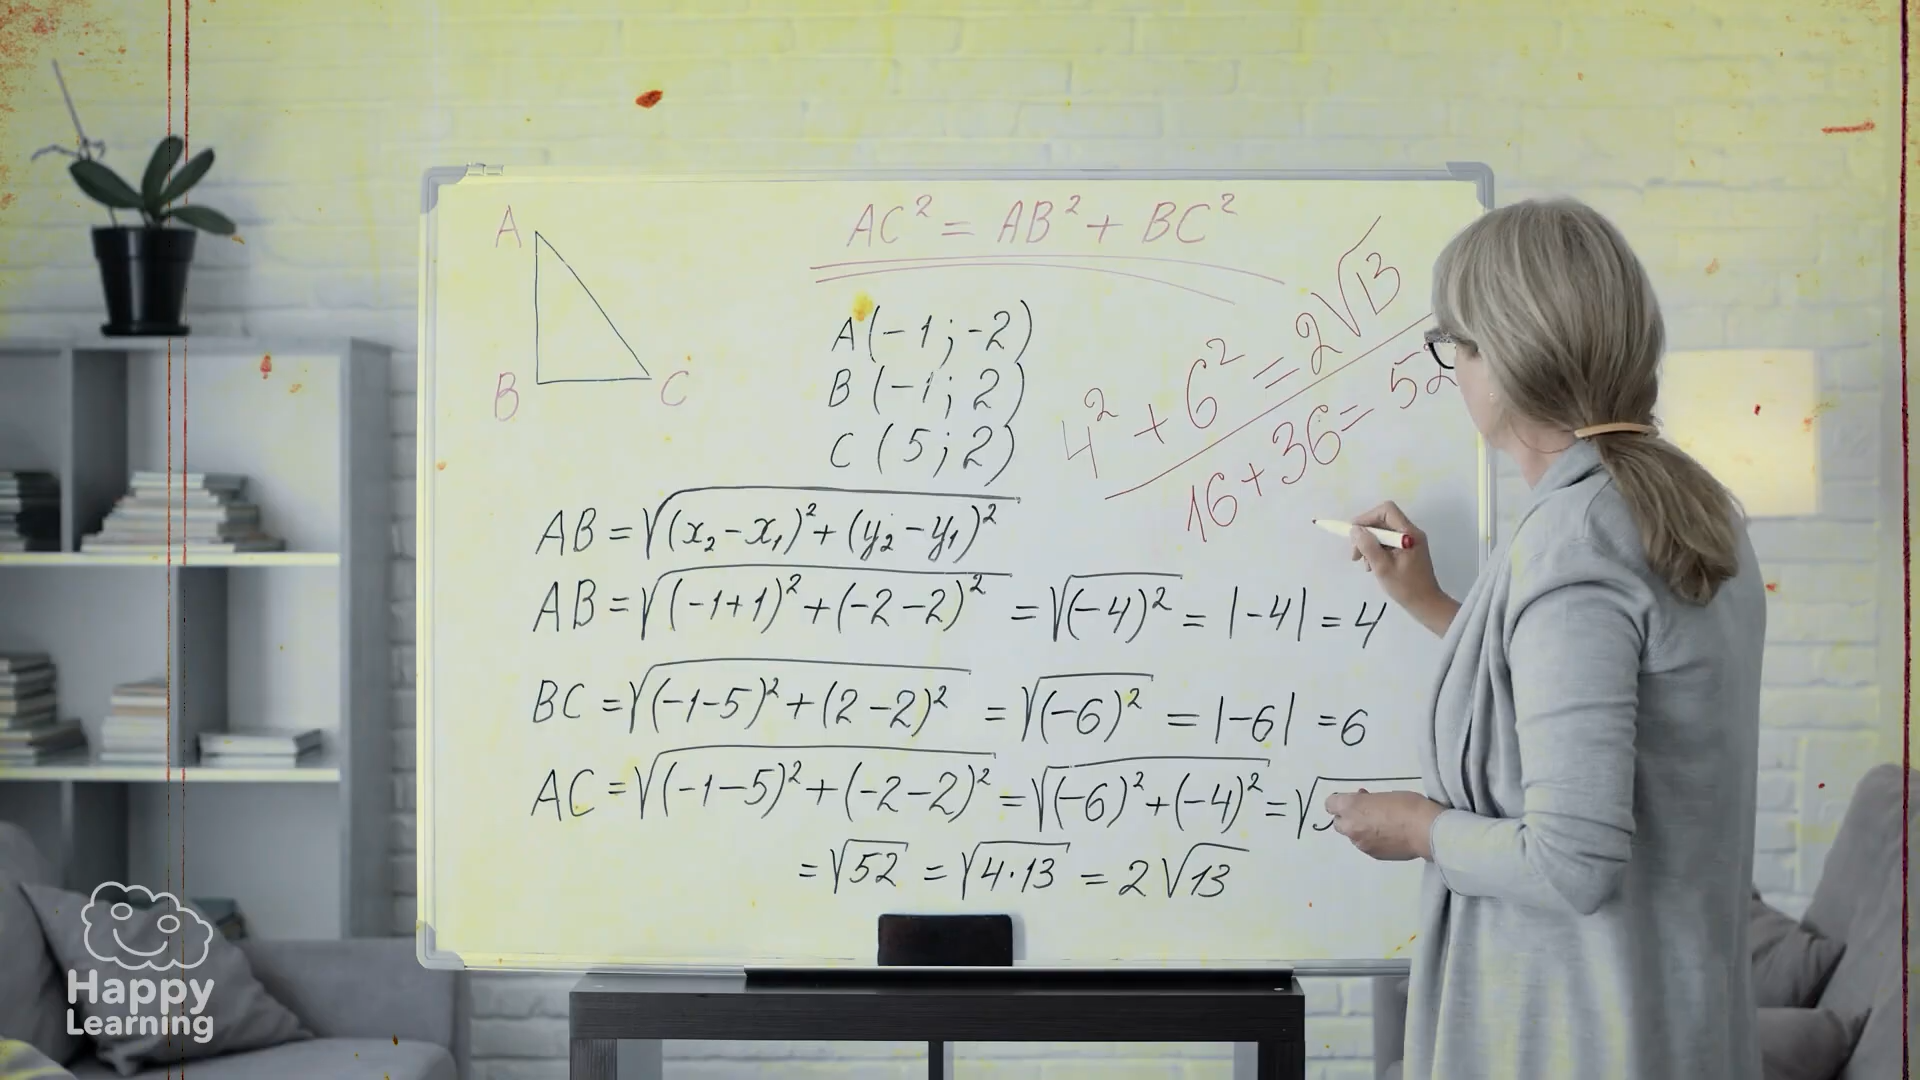 A
B
C
AC² = AB² + BC²
A(-1; -2)
B (-1; 2)
C (5; 2)
4² + 6² = 2√13
16 + 36 = 52
AB = √(x₂ - x₁)² + (y₂ - y₁)²
AB = √(-1+1)² + (-2-2)² = √(-4)² = |-4| = 4
BC = √(-1-5)² + (2-2)² = √(-6)² = |-6| = 6
AC = √(-1-5)² + (-2-2)² = √(-6)² + (-4)² = √
= √52 = √4·13 = 2√13
Happy
Learning